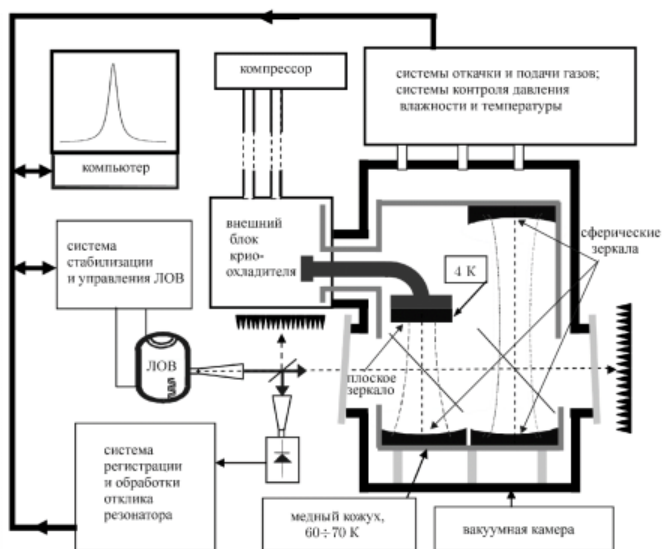 компрессор
системы откачки и подачи газов;
системы контроля давления
влажности и температуры
компьютер
внешний
блок
крио-
охладителя
сферические
зеркала
система
стабилизации
и управления ЛОВ
4 К
ЛОВ
плоское
зеркало
система
регистрации
и обработки
отклика
резонатора
медный кожух,
60÷70 К
вакуумная камера